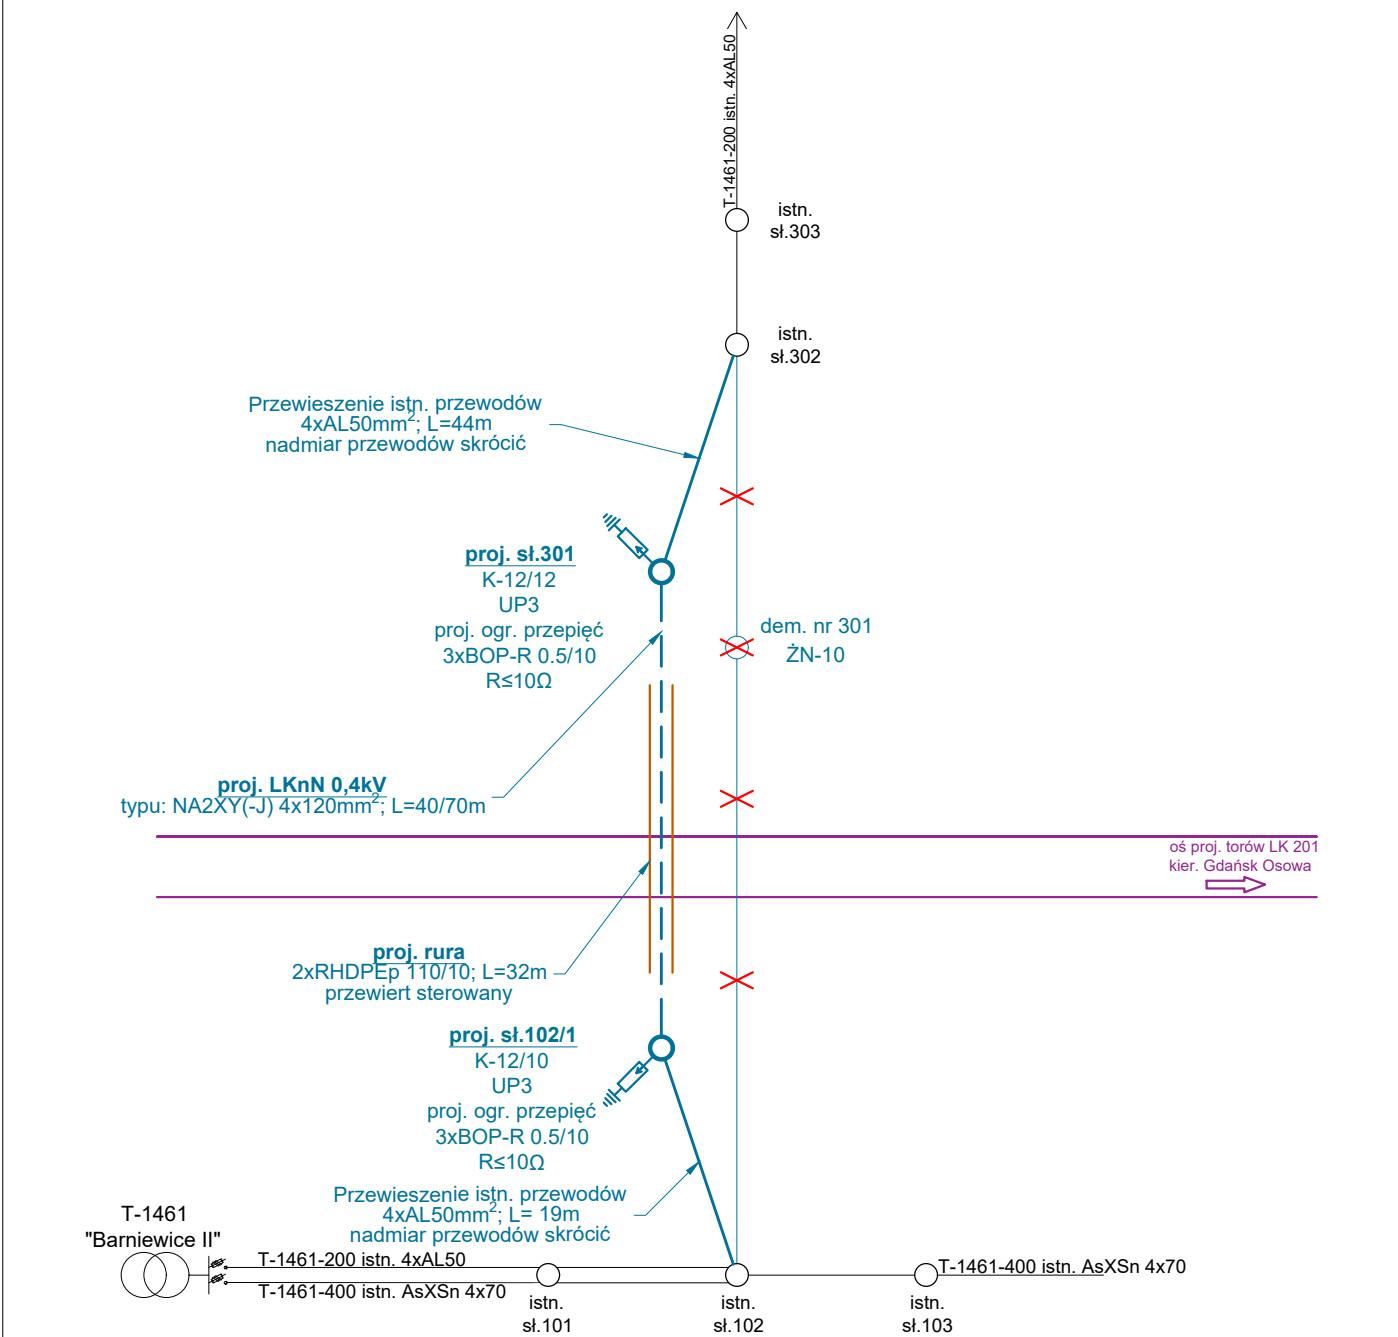 T-1461-200 istn. 4xAL50
istn.
sł.303
istn.
sł.302
Przewieszenie istn. przewodów
4xAL50mm²; L=44m
nadmiar przewodów skrócić
proj. sł.301
K-12/12
UP3
proj. ogr. przepięć
3xBOP-R 0.5/10
R≤10Ω
dem. nr 301
ŻN-10
proj. LKnN 0,4kV
typu: NA2XY(-J) 4x120mm²; L=40/70m
oś proj. torów LK 201
kier. Gdańsk Osowa
proj. rura
2xRHDPEp 110/10; L=32m
przewiert sterowany
proj. sł.102/1
K-12/10
UP3
proj. ogr. przepięć
3xBOP-R 0.5/10
R≤10Ω
Przewieszenie istn. przewodów
4xAL50mm²; L= 19m
nadmiar przewodów skrócić
T-1461
"Barniewice II"
T-1461-200 istn. 4xAL50
T-1461-400 istn. AsXSn 4x70
T-1461-400 istn. AsXSn 4x70
istn.
sł.101
istn.
sł.102
istn.
sł.103